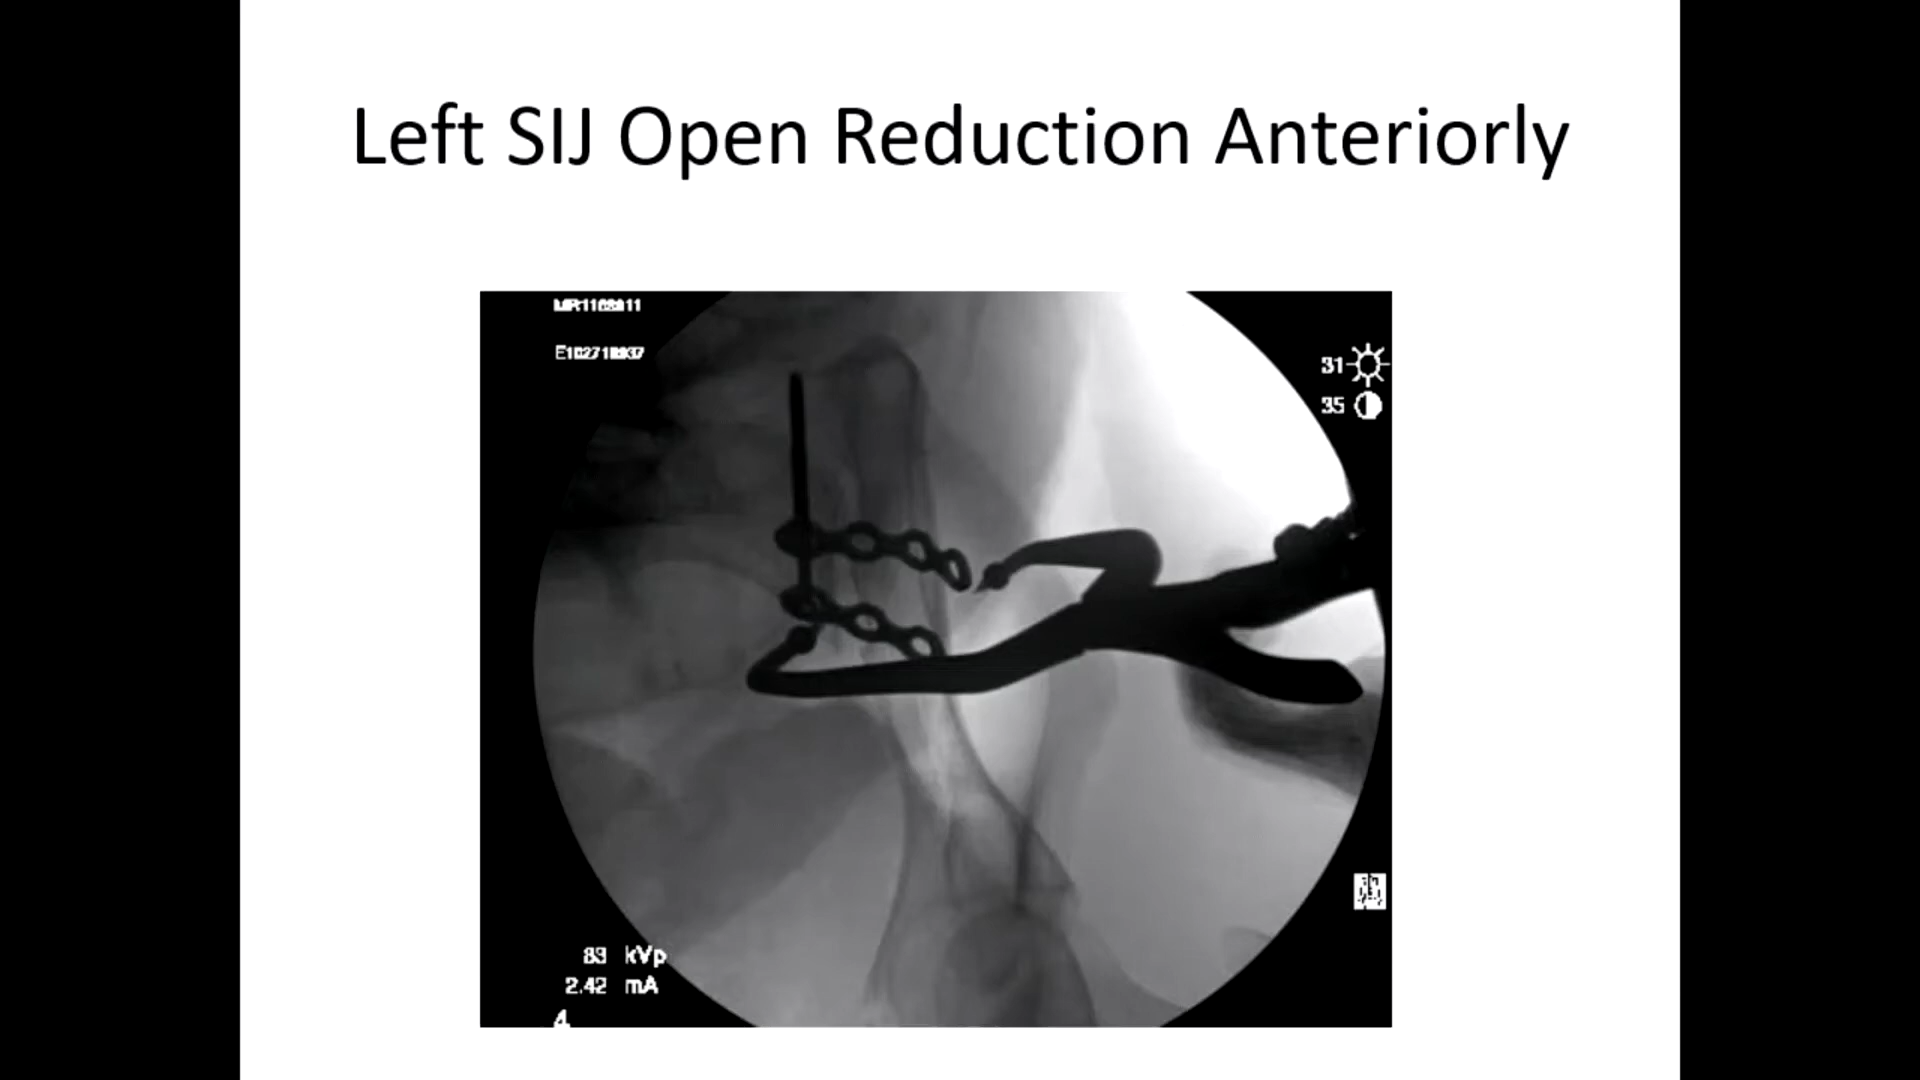 Left SIJ Open Reduction Anteriorly
31
35
83 kVp
2.42 mA
4